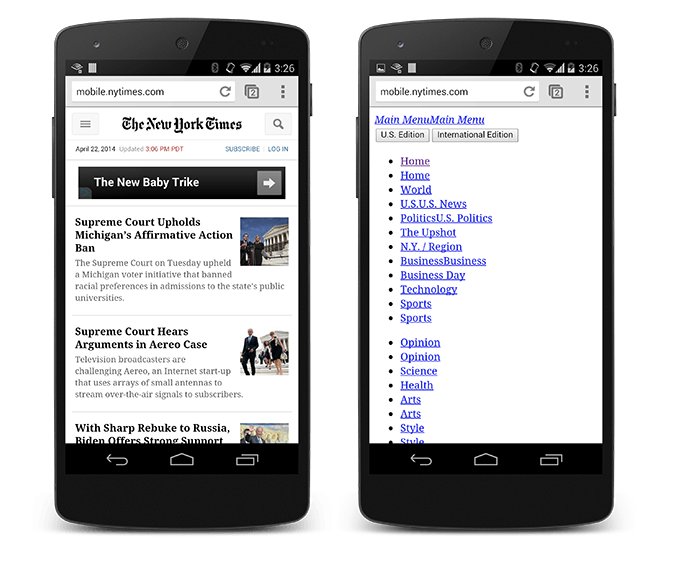 3:26
mobile.nytimes.com
2
The New York Times
April 22, 2014 Updated 3:06 PM PDT SUBSCRIBE LOG IN
The New Baby Trike
Supreme Court Upholds
Michigan's Affirmative Action
Ban
The Supreme Court on Tuesday upheld
a Michigan voter initiative that banned
racial preferences in admissions to the state's public
universities.
Supreme Court Hears
Arguments in Aereo Case
Television broadcasters are
challenging Aereo, an Internet start-up
that uses arrays of small antennas to
stream over-the-air signals to subscribers.
With Sharp Rebuke to Russia,
Biden Offers Strong Support
3:26
mobile.nytimes.com
2
Main MenuMain Menu
U.S. Edition International Edition
Home
Home
World
U.S.U.S. News
PoliticsU.S. Politics
The Upshot
N.Y. / Region
BusinessBusiness
Business Day
Technology
Sports
Sports
Opinion
Opinion
Science
Health
Arts
Arts
Style
Style